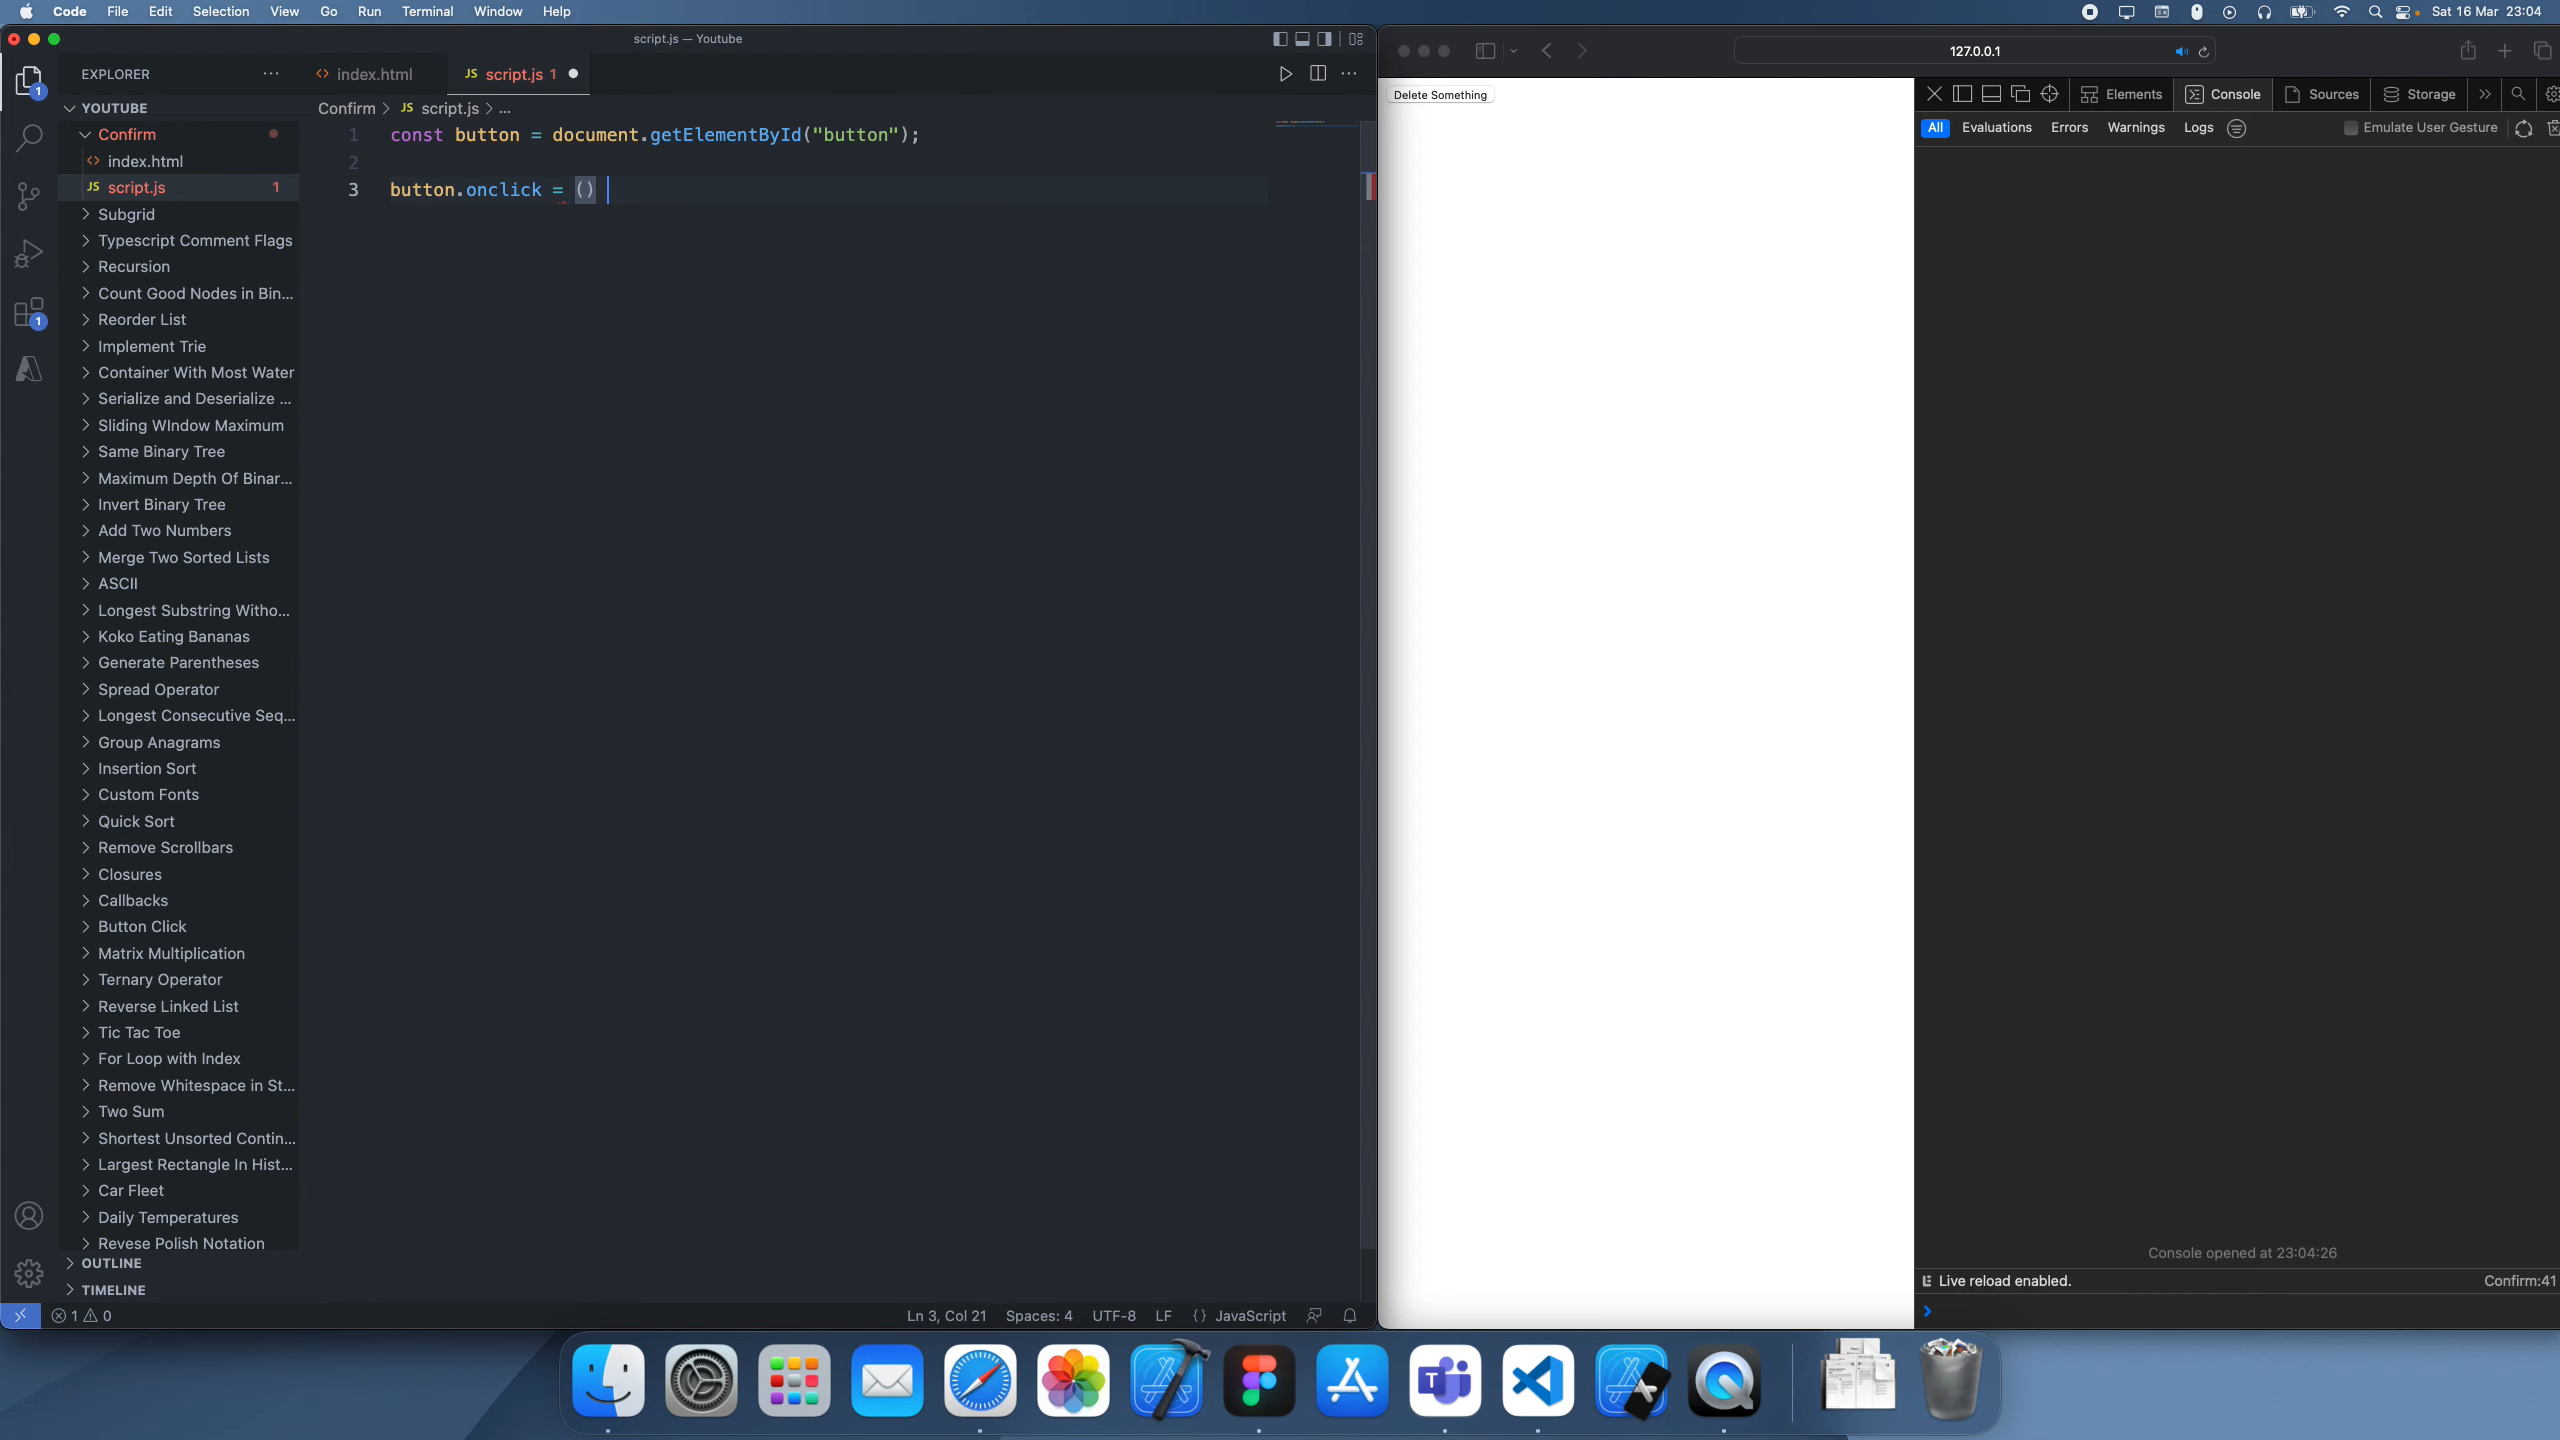 Code File Edit Selection View Go Run Terminal Window Help
Sat 16 Mar 23:04
script.js — Youtube
EXPLORER
YOUTUBE
Confirm
index.html
JS script.js 1
Subgrid
Typescript Comment Flags
Recursion
Count Good Nodes in Bin...
Reorder List
Implement Trie
Container With Most Water
Serialize and Deserialize ...
Sliding WIndow Maximum
Same Binary Tree
Maximum Depth Of Binar...
Invert Binary Tree
Add Two Numbers
Merge Two Sorted Lists
ASCII
Longest Substring Witho...
Koko Eating Bananas
Generate Parentheses
Spread Operator
Longest Consecutive Seq...
Group Anagrams
Insertion Sort
Custom Fonts
Quick Sort
Remove Scrollbars
Closures
Callbacks
Button Click
Matrix Multiplication
Ternary Operator
Reverse Linked List
Tic Tac Toe
For Loop with Index
Remove Whitespace in St...
Two Sum
Shortest Unsorted Contin...
Largest Rectangle In Hist...
Car Fleet
Daily Temperatures
Revese Polish Notation
OUTLINE
TIMELINE
1
1
index.html
JS script.js 1
Confirm > JS script.js > ...
1 const button = document.getElementById("button");
2
3 button.onclick = ()
1 0
Ln 3, Col 21 Spaces: 4 UTF-8 LF {} JavaScript
127.0.0.1
Delete Something
Elements Console Sources Storage
All Evaluations Errors Warnings Logs Emulate User Gesture
Console opened at 23:04:26
Live reload enabled. Confirm:41